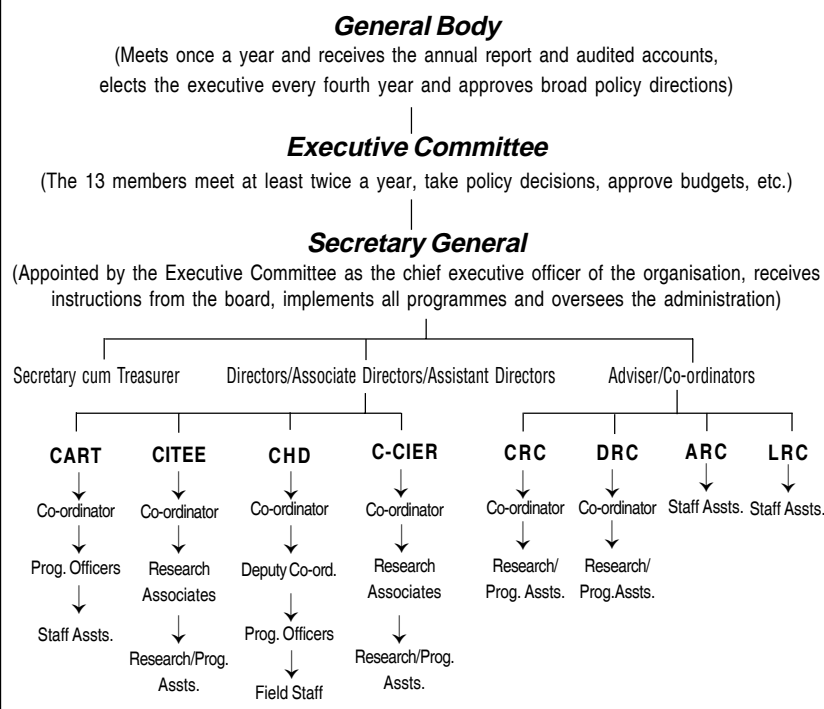 General Body
(Meets once a year and receives the annual report and audited accounts,
elects the executive every fourth year and approves broad policy directions)
Executive Committee
(The 13 members meet at least twice a year, take policy decisions, approve budgets, etc.)
Secretary General
(Appointed by the Executive Committee as the chief executive officer of the organisation, receives
instructions from the board, implements all programmes and oversees the administration)
Secretary cum Treasurer Directors/Associate Directors/Assistant Directors Adviser/Co-ordinators
CART CITEE CHD C-CIER CRC DRC ARC LRC
Co-ordinator Co-ordinator Co-ordinator Co-ordinator Co-ordinator Co-ordinator Staff Assts. Staff Assts.
Prog. Officers Research Deputy Co-ord. Research Research/ Research/
Associates Associates Prog. Assts. Prog.Assts.
Staff Assts. Prog. Officers
Research/Prog. Research/Prog.
Assts. Field Staff Assts.